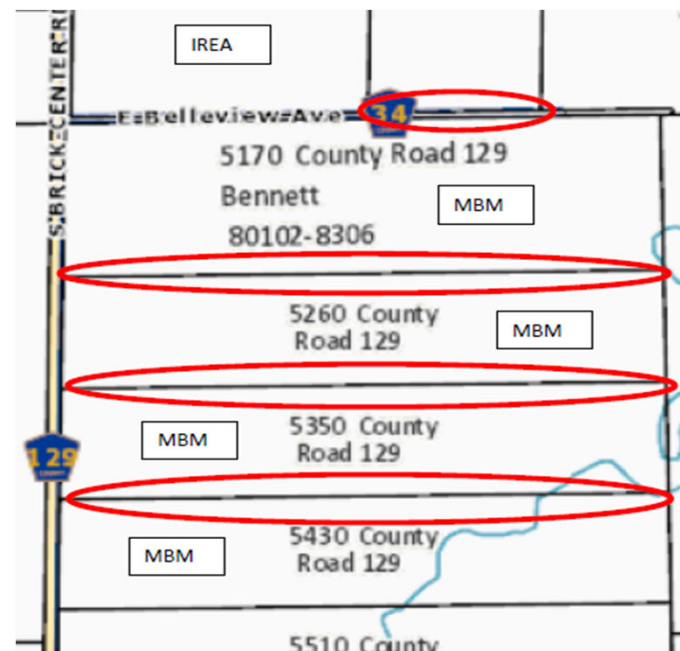 IREA
S BRICK CENTER R
E Belleview Ave
34
5170 County Road 129
Bennett
80102-8306
MBM
5260 County
Road 129
MBM
5350 County
Road 129
MBM
129
5430 County
Road 129
MBM
5510 County